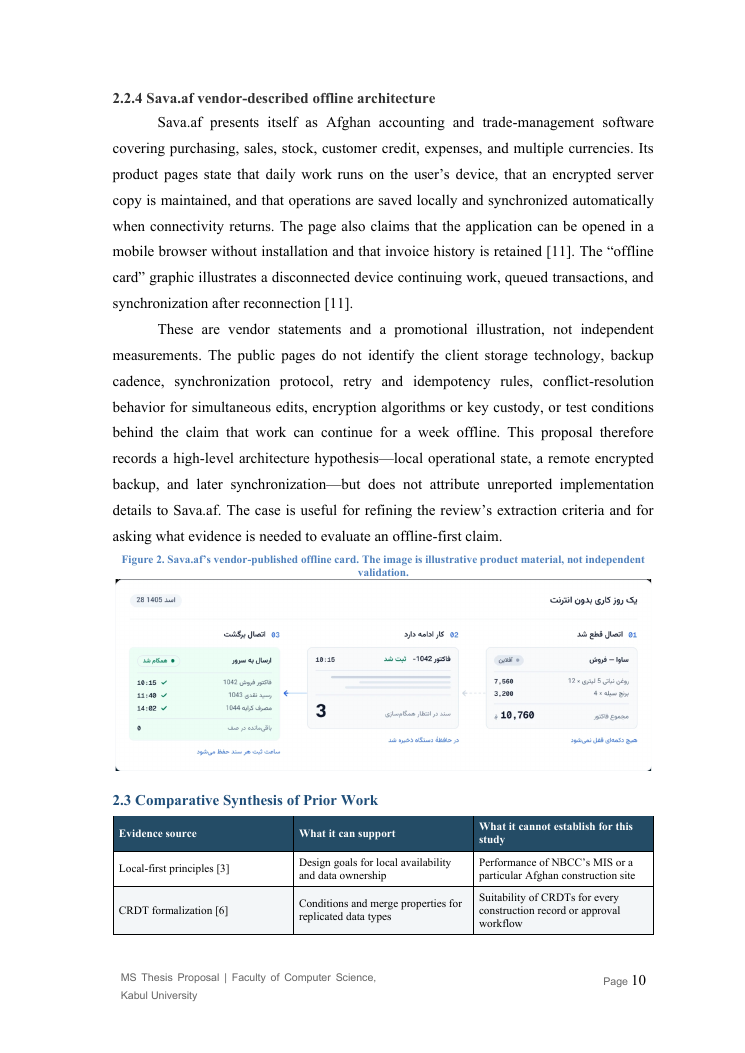 2.2.4 Sava.af vendor-described offline architecture
Sava.af presents itself as Afghan accounting and trade-management software
covering purchasing, sales, stock, customer credit, expenses, and multiple currencies. Its
product pages state that daily work runs on the user’s device, that an encrypted server
copy is maintained, and that operations are saved locally and synchronized automatically
when connectivity returns. The page also claims that the application can be opened in a
mobile browser without installation and that invoice history is retained [11]. The “offline
card” graphic illustrates a disconnected device continuing work, queued transactions, and
synchronization after reconnection [11].
These are vendor statements and a promotional illustration, not independent
measurements. The public pages do not identify the client storage technology, backup
cadence, synchronization protocol, retry and idempotency rules, conflict-resolution
behavior for simultaneous edits, encryption algorithms or key custody, or test conditions
behind the claim that work can continue for a week offline. This proposal therefore
records a high-level architecture hypothesis—local operational state, a remote encrypted
backup, and later synchronization—but does not attribute unreported implementation
details to Sava.af. The case is useful for refining the review’s extraction criteria and for
asking what evidence is needed to evaluate an offline-first claim.
Figure 2. Sava.af’s vendor-published offline card. The image is illustrative product material, not independent
validation.
یک روز کاری بدون انترنت
28 اسد 1405
01 اتصال قطع شد
ساوا – فروش
آفلاین
روغن نباتی 5 لیتری × 12 7,560
برنج سیله × 4 3,200
مجموع فاکتور 10,760 ؋
هیچ دکمه‌ای قفل نمی‌شود
02 کار ادامه دارد
فاکتور 1042- ثبت شد 10:15
3 سند در انتظار همگام‌سازی
در حافظهٔ دستگاه ذخیره شد
03 اتصال برگشت
ارسال به سرور
همگام شد
فاکتور فروش 1042 10:15 ✓
رسید نقدی 1043 11:40 ✓
مصرف کرایه 1044 14:02 ✓
باقی‌مانده در صف 0
ساعت ثبت هر سند حفظ می‌شود
2.3 Comparative Synthesis of Prior Work
Evidence source
What it can support
What it cannot establish for this
study
Local-first principles [3]
Design goals for local availability
and data ownership
Performance of NBCC’s MIS or a
particular Afghan construction site
CRDT formalization [6]
Conditions and merge properties for
replicated data types
Suitability of CRDTs for every
construction record or approval
workflow
MS Thesis Proposal | Faculty of Computer Science,
Kabul University
Page 10